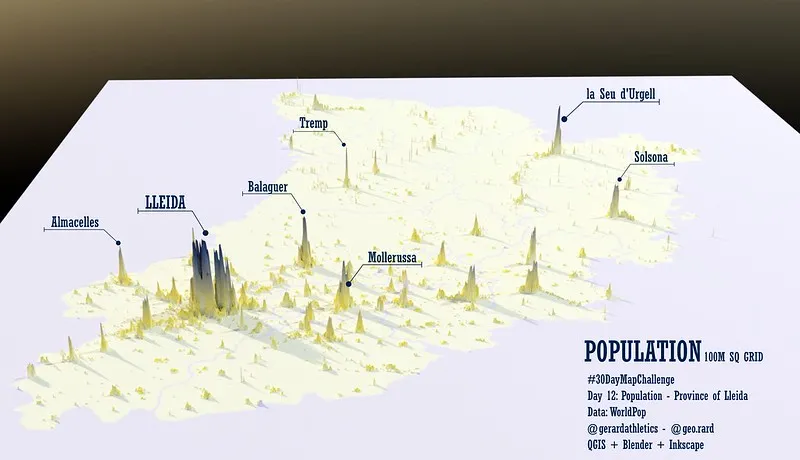 la Seu d'Urgell
Tremp
Solsona
Balaguer
LLEIDA
Almacelles
Mollerussa
POPULATION 100M SQ GRID
#30DayMapChallenge
Day 12: Population - Province of Lleida
Data: WorldPop
@gerardathletics - @geo.rard
QGIS + Blender + Inkscape